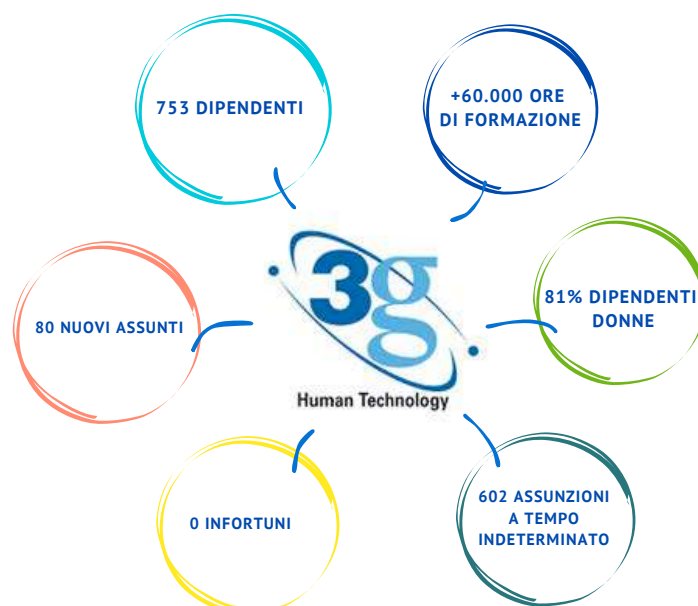 753 DIPENDENTI
+60.000 ORE
DI FORMAZIONE
3g
Human Technology
80 NUOVI ASSUNTI
81% DIPENDENTI
DONNE
0 INFORTUNI
602 ASSUNZIONI
A TEMPO
INDETERMINATO